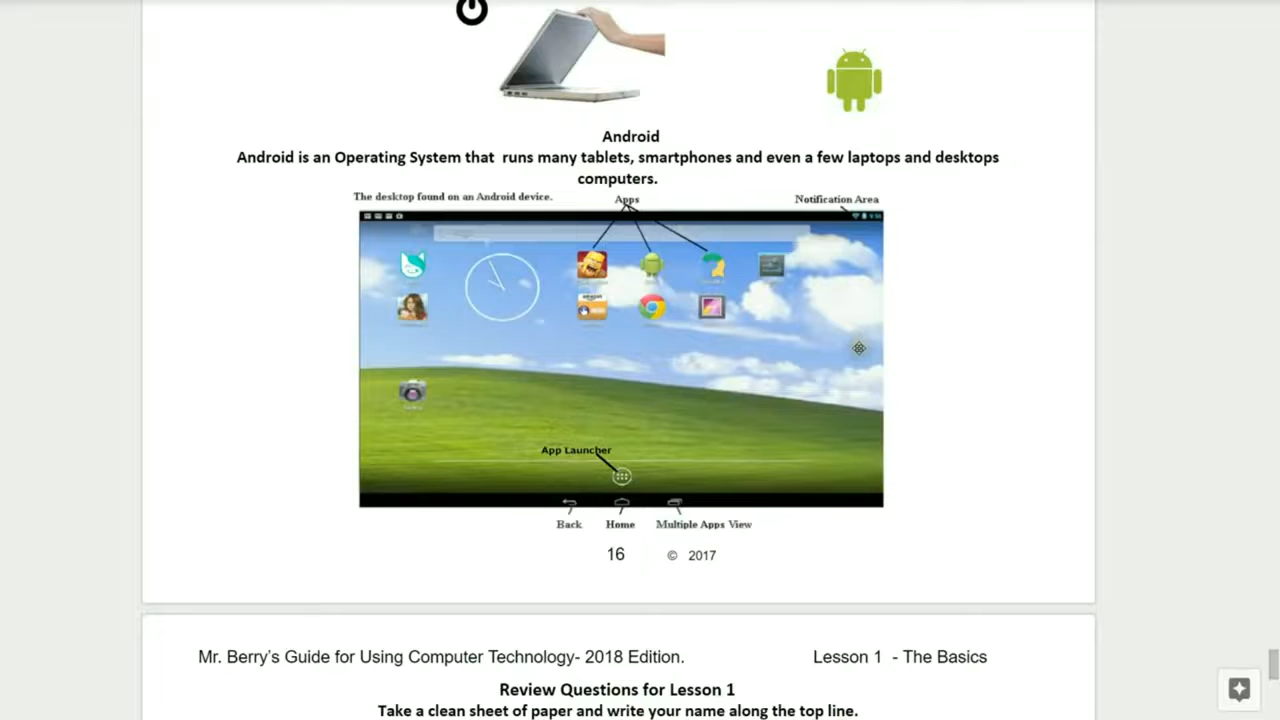 Android
Android is an Operating System that  runs many tablets, smartphones and even a few laptops and desktops
computers.
The desktop found on an Android device.
Apps
Notification Area
App Launcher
Back
Home
Multiple Apps View
16
© 2017
Mr. Berry's Guide for Using Computer Technology- 2018 Edition.
Lesson 1  - The Basics
Review Questions for Lesson 1
Take a clean sheet of paper and write your name along the top line.